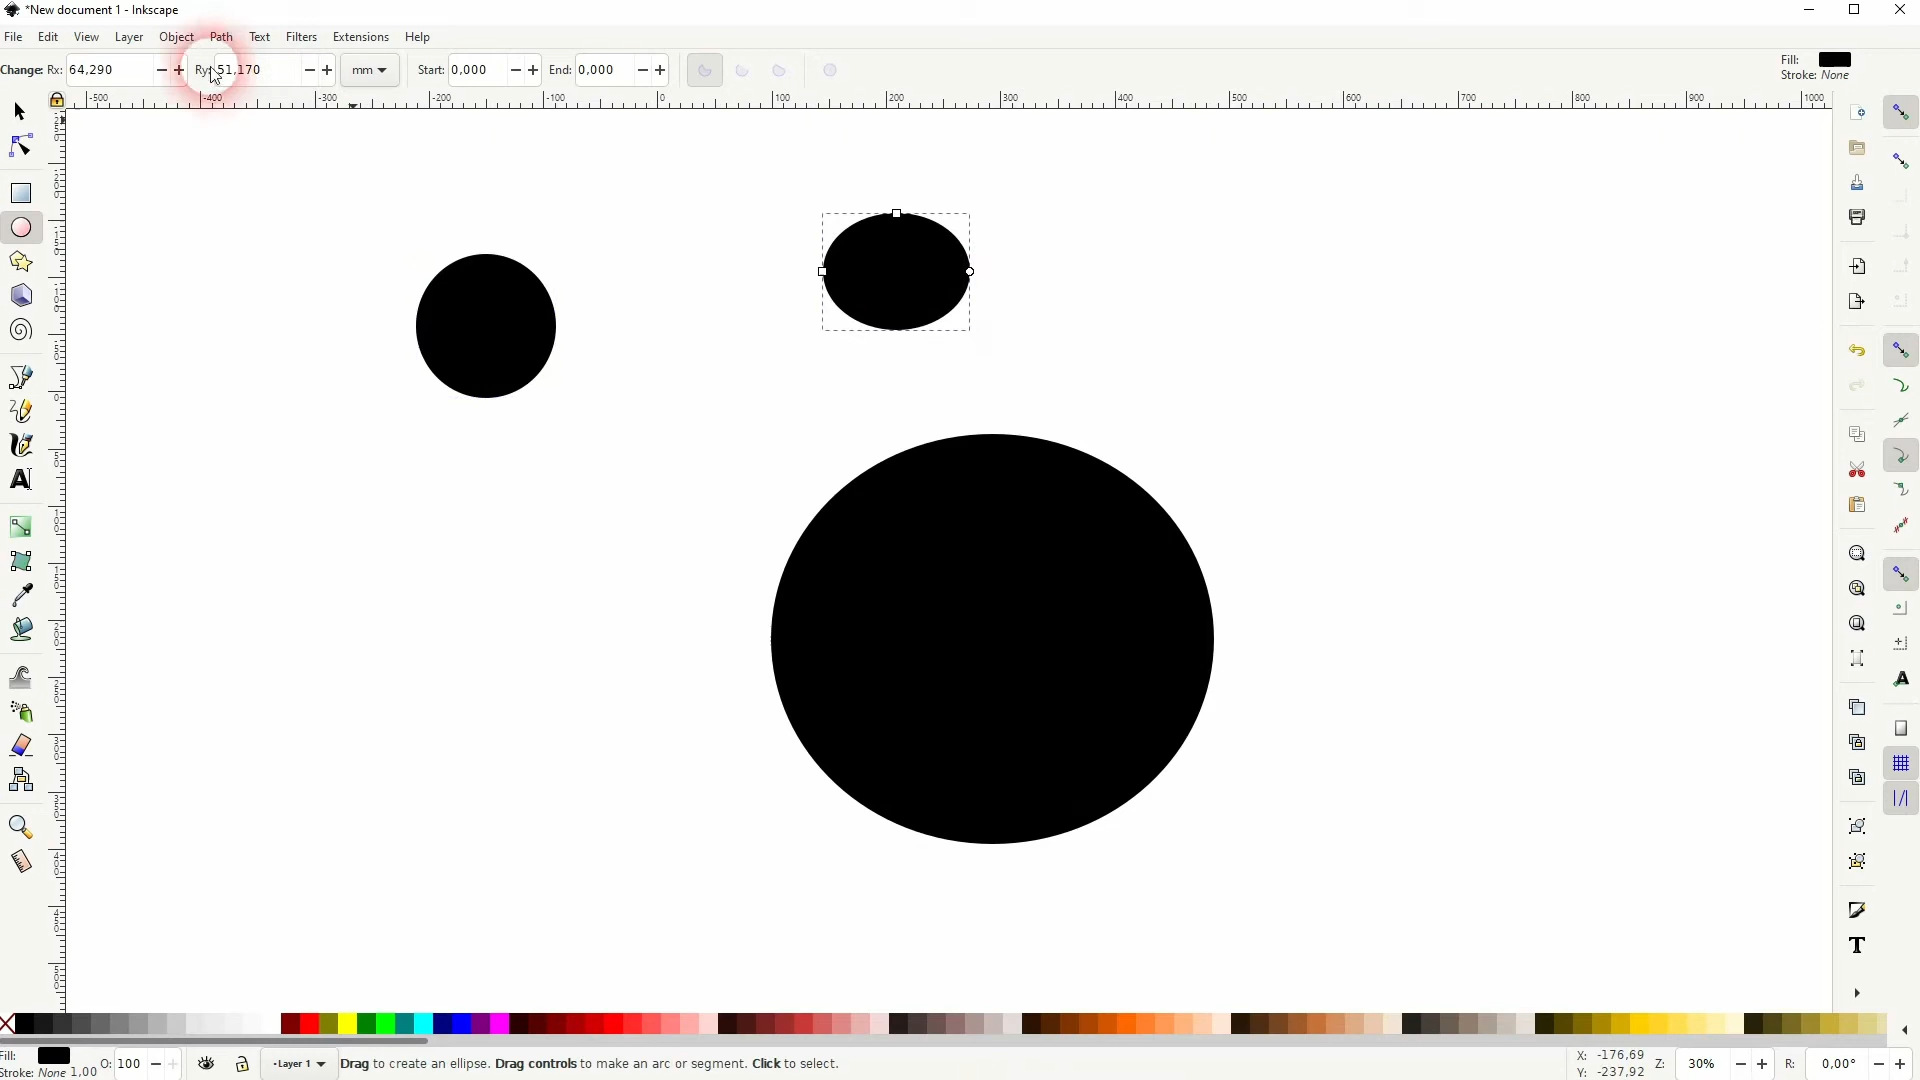 *New document 1 - Inkscape
File Edit View Layer Object Path Text Filters Extensions Help
Change: Rx: 64,290 Ry: 51,170 mm Start: 0,000 End: 0,000
Fill:
Stroke: None
-500 -400 -300 -200 -100 0 100 200 300 400 500 600 700 800 900 1000
Fill:
Stroke: None 1,00
O: 100
Layer 1
Drag to create an ellipse. Drag controls to make an arc or segment. Click to select.
X: -176,69
Y: -237,92
Z: 30%
R: 0,00°